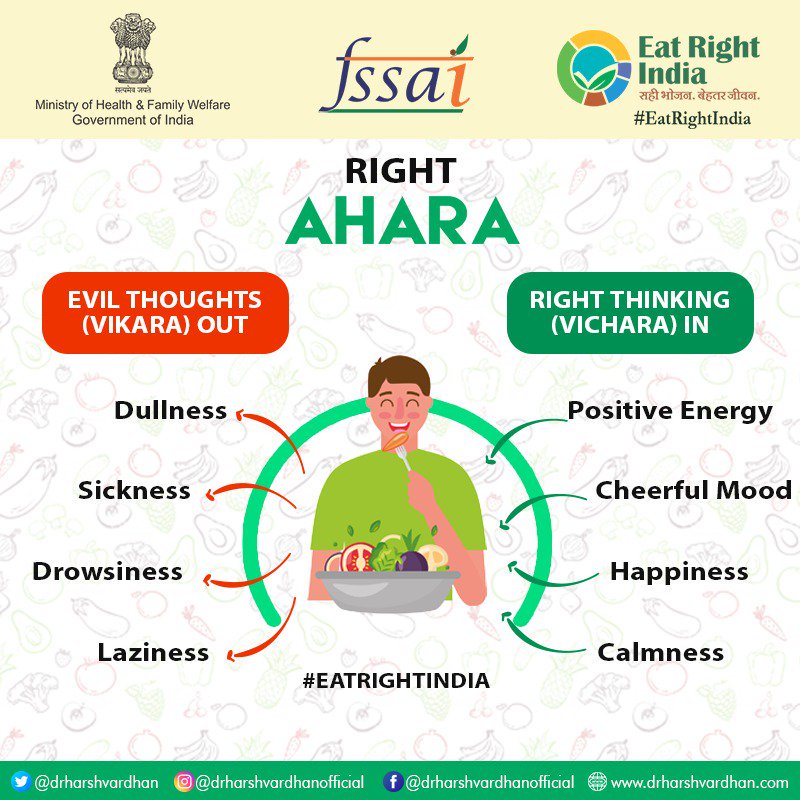 सत्यमेव जयते
Ministry of Health & Family Welfare
Government of India
fssai
Eat Right
India
सही भोजन. बेहतर जीवन.
#EatRightIndia
RIGHT
AHARA
EVIL THOUGHTS
(VIKARA) OUT
Dullness
Sickness
Drowsiness
Laziness
RIGHT THINKING
(VICHARA) IN
Positive Energy
Cheerful Mood
Happiness
Calmness
#EATRIGHTINDIA
@drharshvardhan @drharshvardhanofficial @drharshvardhanofficial www.drharshvardhan.com